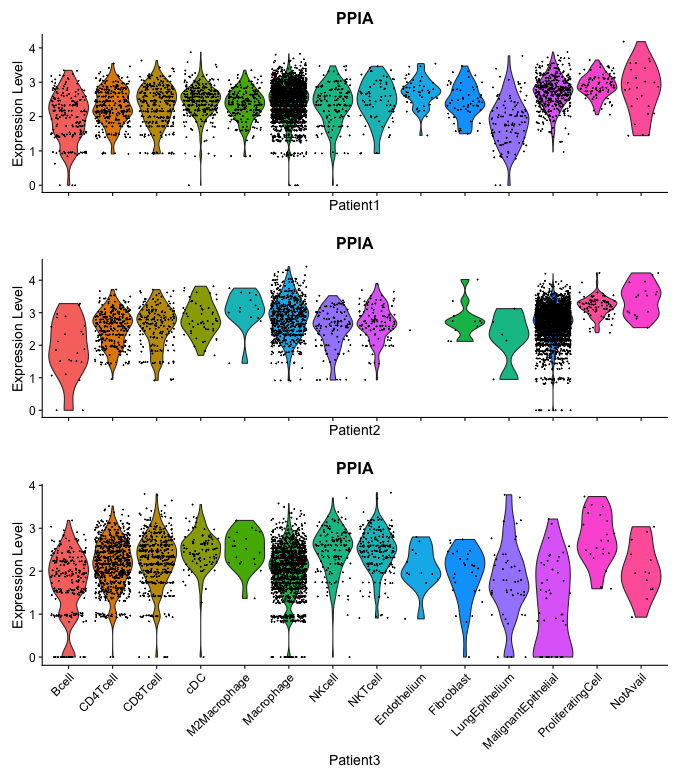 PPIA
Expression Level
4
3
2
1
0
Patient1
PPIA
Expression Level
4
3
2
1
0
Patient2
PPIA
Expression Level
4
3
2
1
0
Bcell
CD4Tcell
CD8Tcell
cDC
M2Macrophage
Macrophage
NKcell
NKTcell
Endothelium
Fibroblast
LungEpithelium
MalignantEpithelial
ProliferatingCell
NotAvail
Patient3